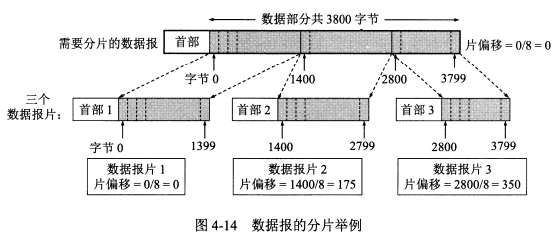 数据部分共 3800 字节
需要分片的数据报 首部 片偏移 = 0/8 = 0
字节 0 1400 2800 3799
三个
数据报片：
首部 1 首部 2 首部 3
字节 0 1399 1400 2799 2800 3799
数据报片 1 数据报片 2 数据报片 3
片偏移 = 0/8 = 0 片偏移 = 1400/8 = 175 片偏移 = 2800/8 = 350
图 4-14 数据报的分片举例